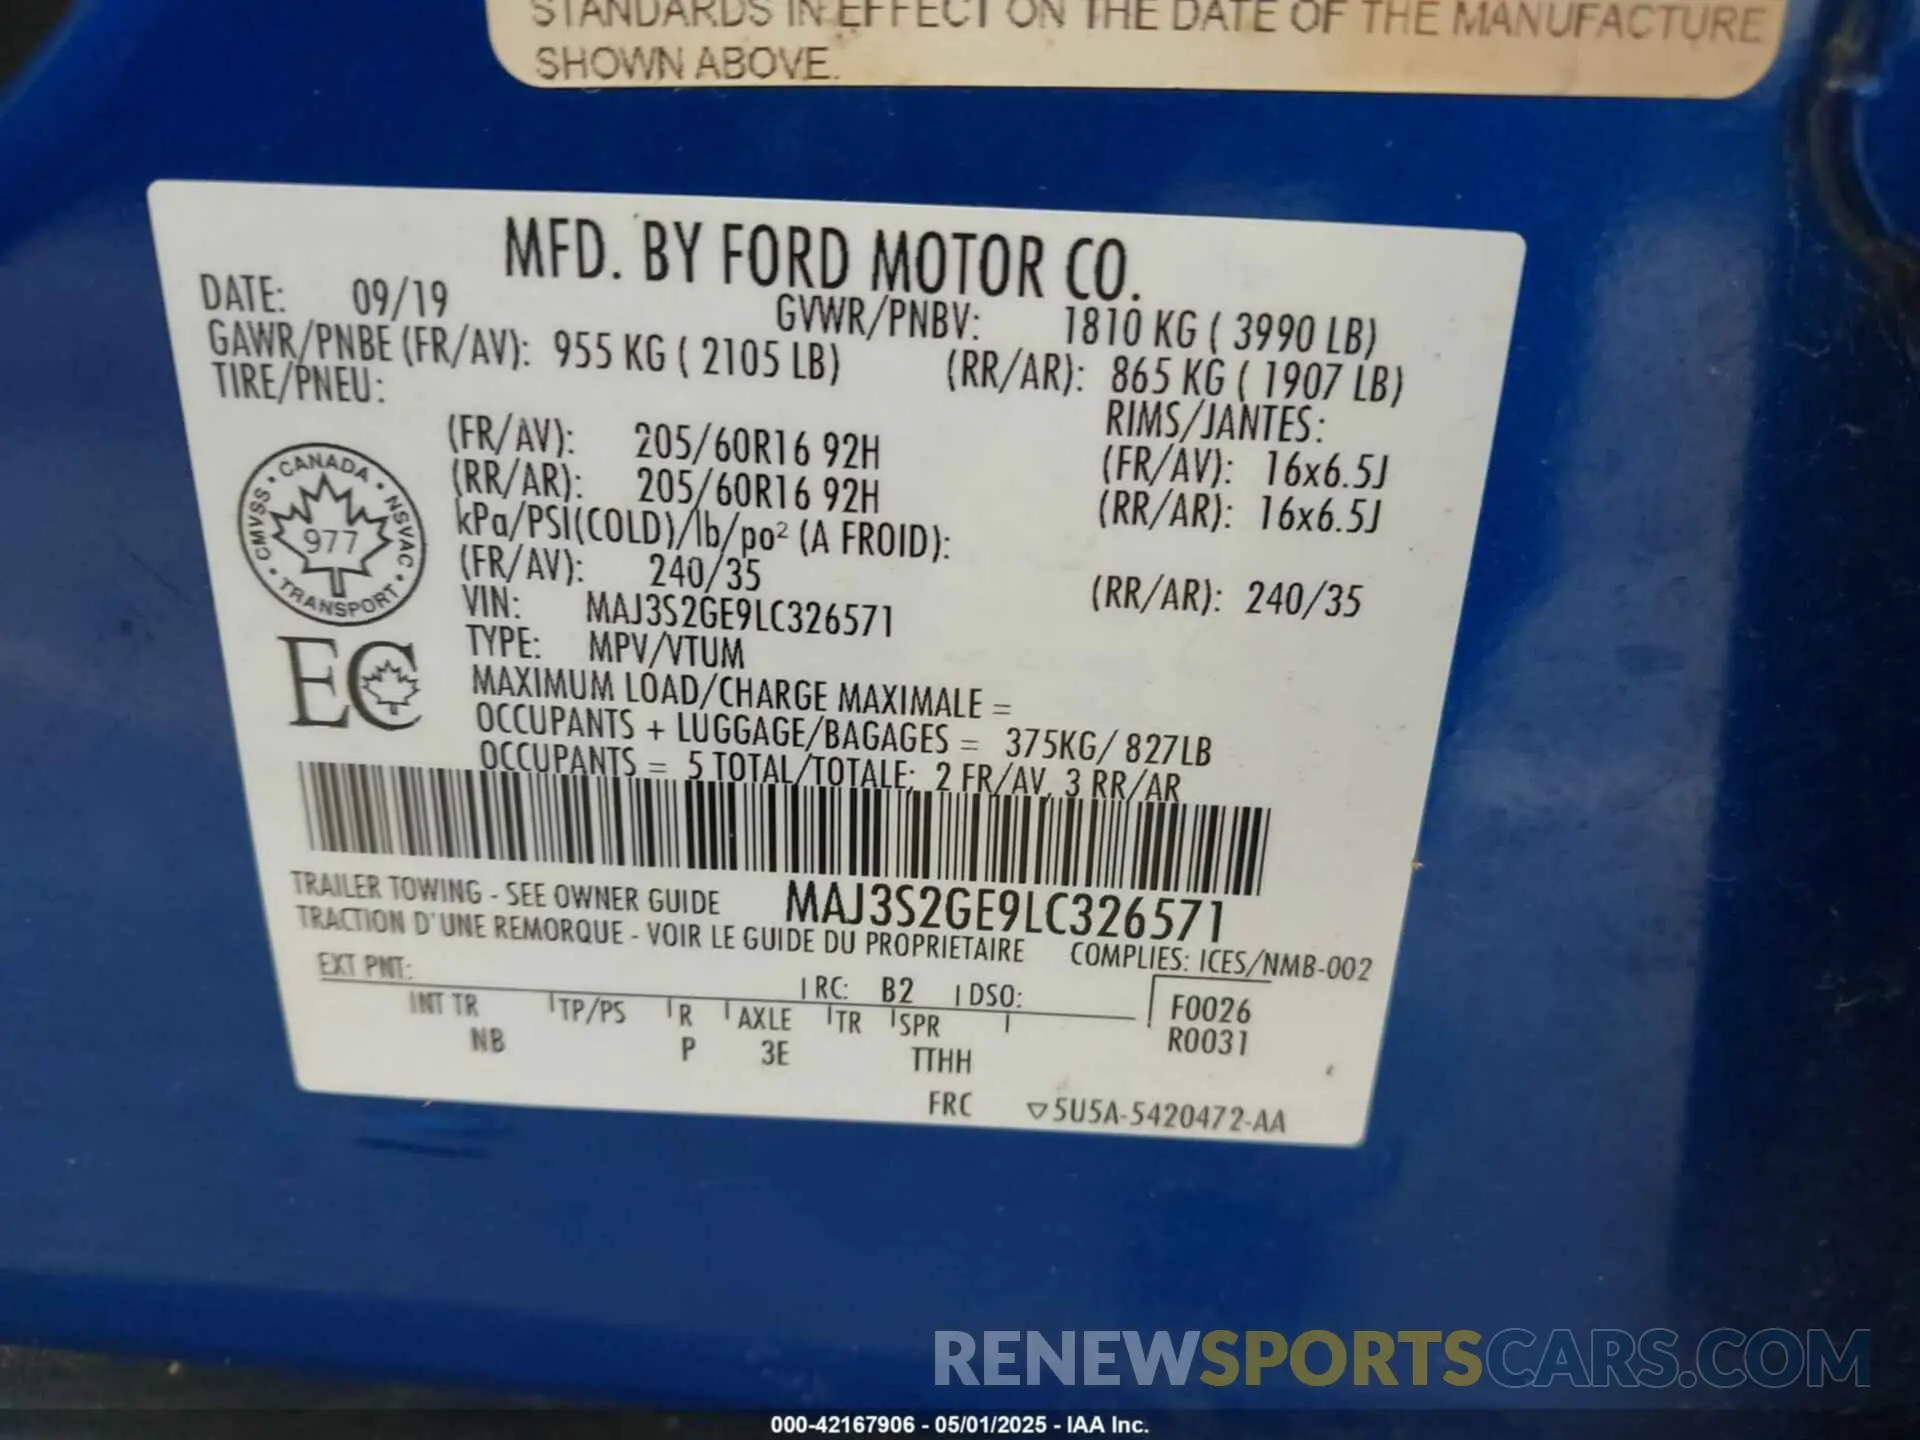 STANDARDS IN EFFECT ON THE DATE OF THE MANUFACTURE
SHOWN ABOVE.
MFD. BY FORD MOTOR CO.
DATE: 09/19 GVWR/PNBV: 1810 KG ( 3990 LB)
GAWR/PNBE (FR/AV): 955 KG ( 2105 LB) (RR/AR): 865 KG ( 1907 LB)
TIRE/PNEU: RIMS/JANTES:
(FR/AV): 205/60R16 92H (FR/AV): 16x6.5J
(RR/AR): 205/60R16 92H (RR/AR): 16x6.5J
kPa/PSI(COLD)/lb/po² (A FROID):
(FR/AV): 240/35 (RR/AR): 240/35
VIN: MAJ3S2GE9LC326571
TYPE: MPV/VTUM
MAXIMUM LOAD/CHARGE MAXIMALE =
OCCUPANTS + LUGGAGE/BAGAGES = 375KG/ 827LB
OCCUPANTS = 5 TOTAL/TOTALE; 2 FR/AV, 3 RR/AR
CANADA • NSVAC • TRANSPORT • CMVSS •
977
EC
TRAILER TOWING - SEE OWNER GUIDE MAJ3S2GE9LC326571
TRACTION D'UNE REMORQUE - VOIR LE GUIDE DU PROPRIETAIRE COMPLIES: ICES/NMB-002
EXT PNT: RC: B2 DSO: F0026
INT TR TP/PS R AXLE TR SPR R0031
NB P 3E TTHH
FRC ▽5U5A-5420472-AA
RENEWSPORTSCARS.COM
000-42167906 - 05/01/2025 - IAA Inc.